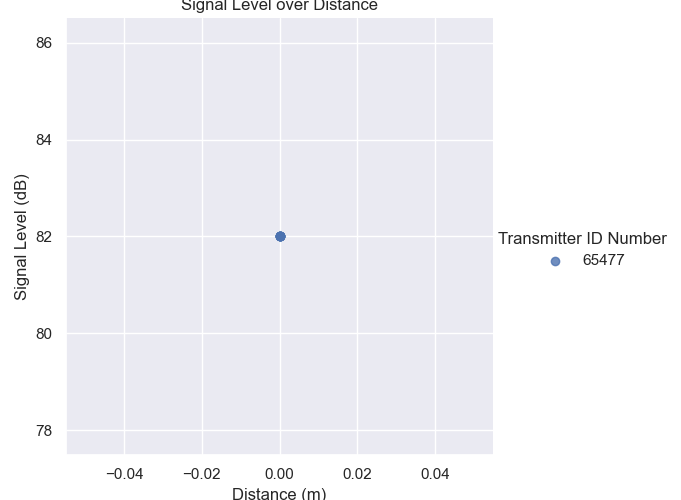 Signal Level over Distance
86
84
82
80
78
Signal Level (dB)
−0.04
−0.02
0.00
0.02
0.04
Distance (m)
Transmitter ID Number
65477